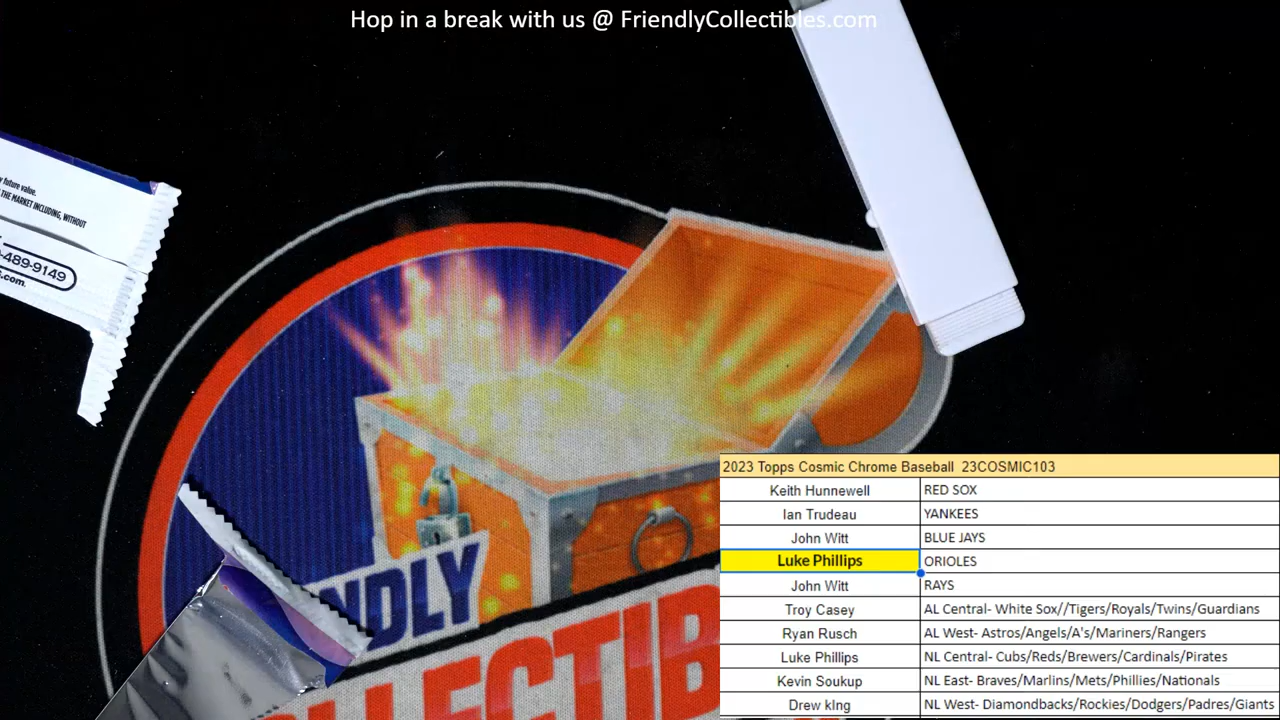 Hop in a break with us @ FriendlyCollectibles.com
future value.
THE MARKET INCLUDING, WITHOUT
-489-9149
s.com.
NDLY
LLECTIB
2023 Topps Cosmic Chrome Baseball 23COSMIC103
Keith Hunnewell RED SOX
Ian Trudeau YANKEES
John Witt BLUE JAYS
Luke Phillips ORIOLES
John Witt RAYS
Troy Casey AL Central- White Sox//Tigers/Royals/Twins/Guardians
Ryan Rusch AL West- Astros/Angels/A's/Mariners/Rangers
Luke Phillips NL Central- Cubs/Reds/Brewers/Cardinals/Pirates
Kevin Soukup NL East- Braves/Marlins/Mets/Phillies/Nationals
Drew kIng NL West- Diamondbacks/Rockies/Dodgers/Padres/Giants